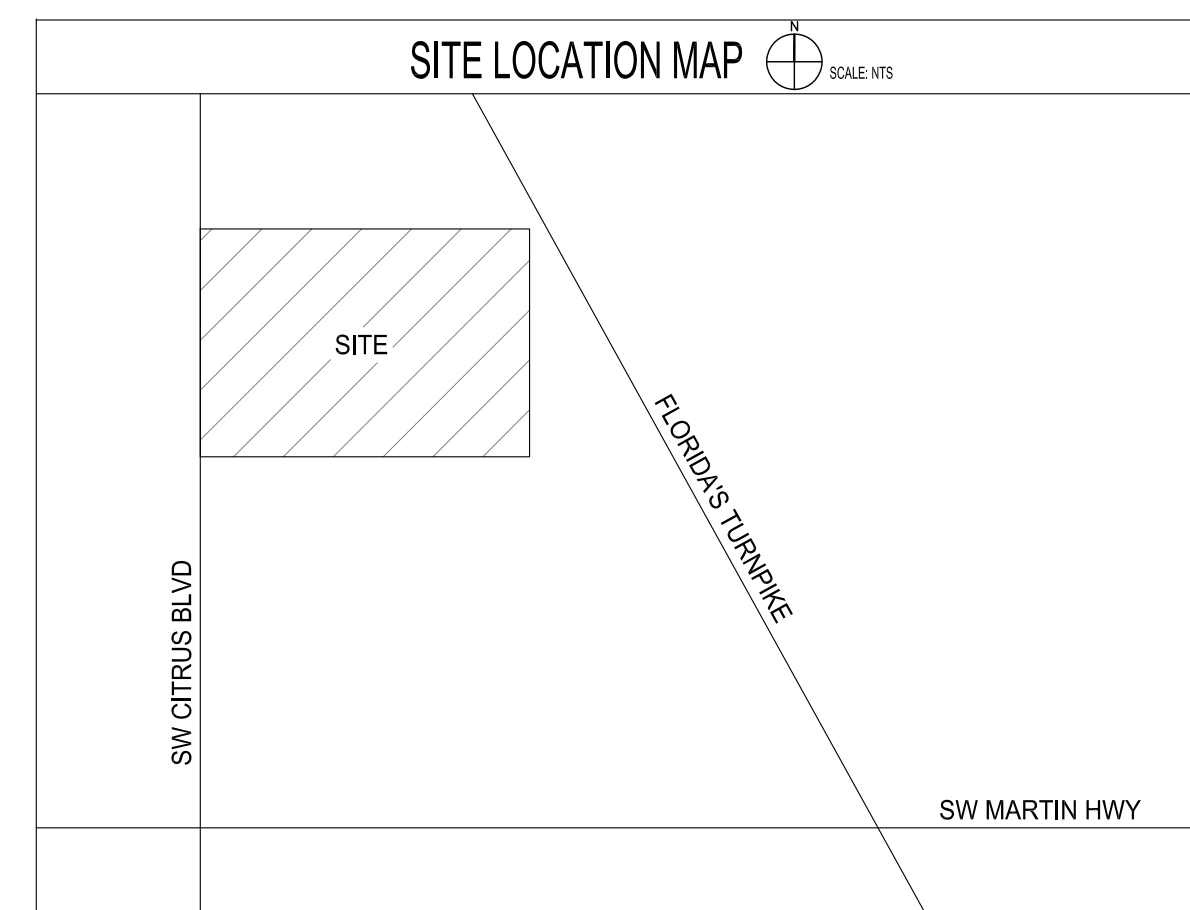 SITE LOCATION MAP
N
SCALE: NTS
SITE
FLORIDA'S TURNPIKE
SW CITRUS BLVD
SW MARTIN HWY